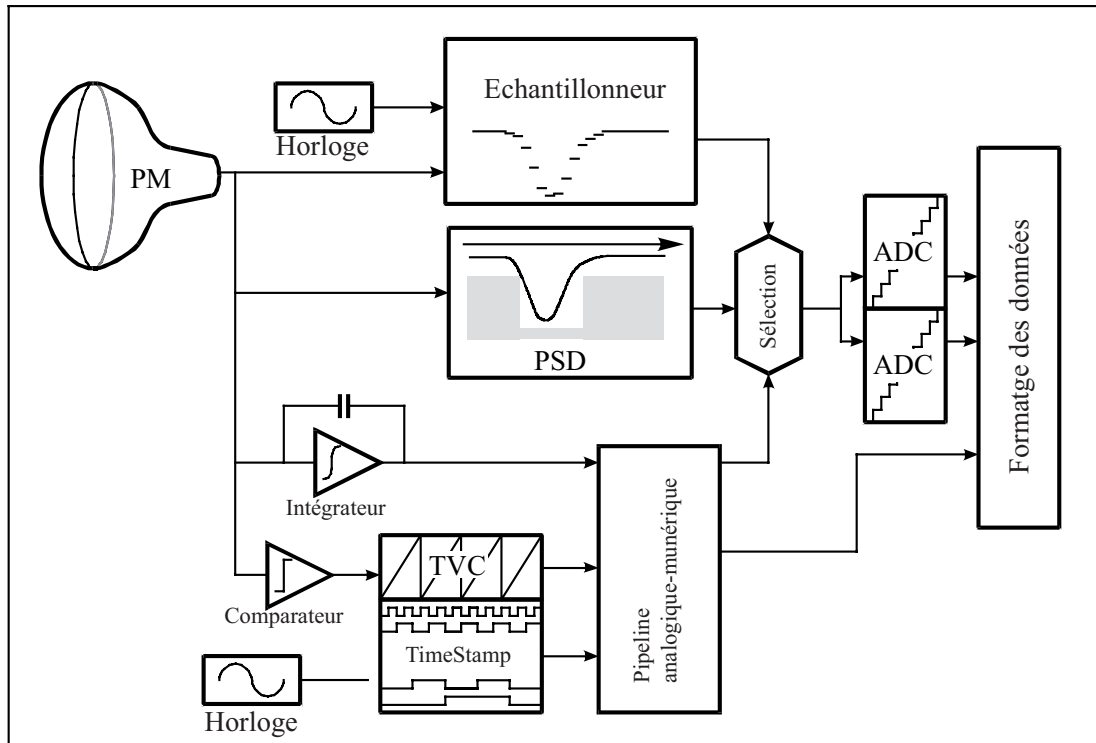 Echantillonneur
Horloge
PM
ADC
ADC
Formatge des données
Sélection
PSD
Intégrateur
TVC
Comparateur
TimeStamp
Horloge
Pipeline
analogique-munérique